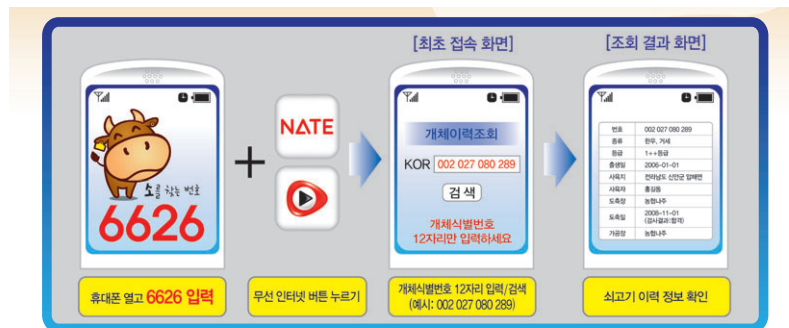 [최초 접속 화면]
[조회 결과 화면]
소를 찾는 번호
6626
NATE
개체이력조회
KOR 002 027 080 289
검색
개체식별번호
12자리만 입력하세요
번호 002 027 080 289
종류 한우, 거세
등급 1++등급
출생일 2006-01-01
사육지 전라남도 신안군 압해면
사육자 홍길동
도축장 농협나주
도축일 2008-11-01
(검사결과:합격)
가공장 농협나주
휴대폰 열고 6626 입력
무선 인터넷 버튼 누르기
개체식별번호 12자리 입력/검색
(예시: 002 027 080 289)
쇠고기 이력 정보 확인